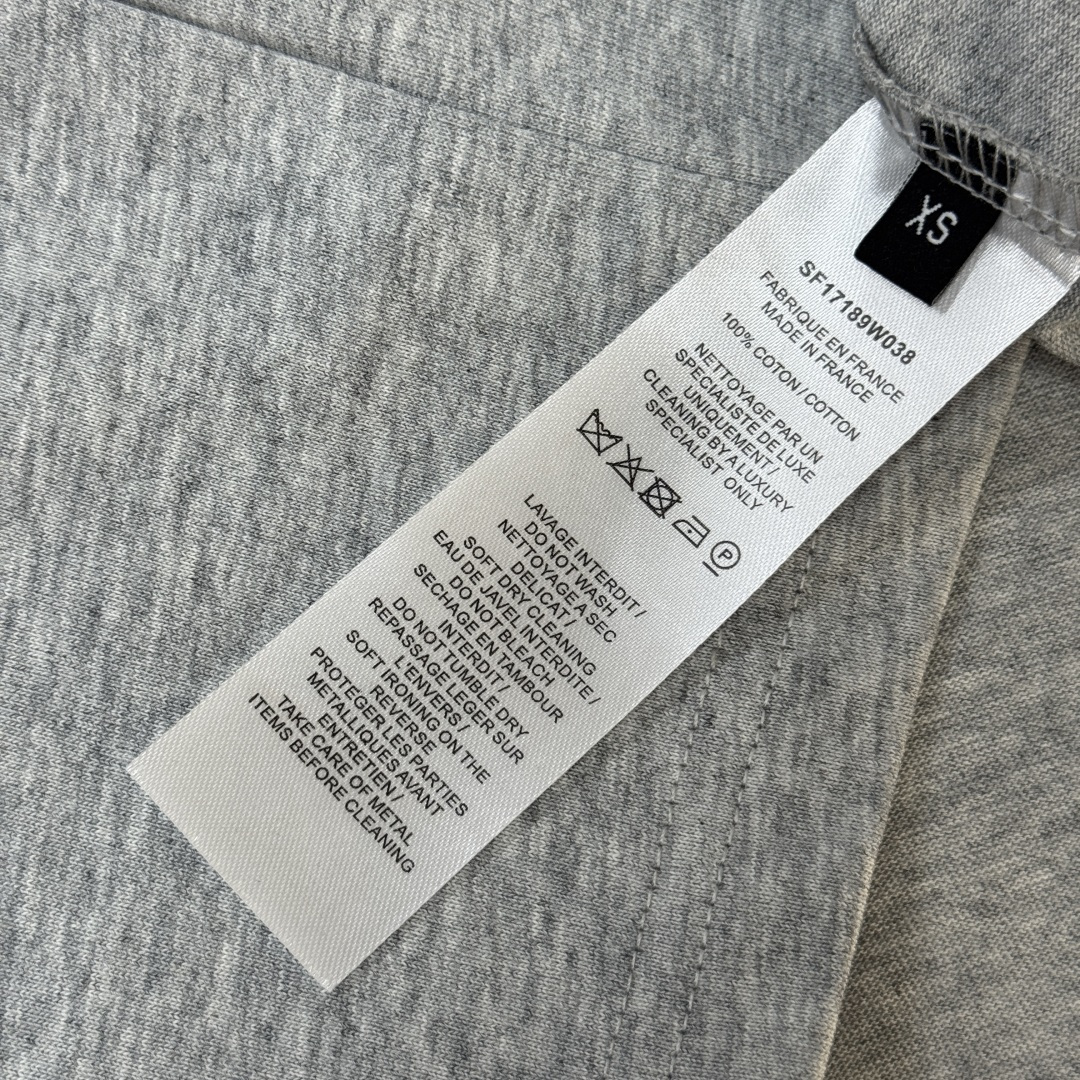 XS
SF17189W038
FABRIQUE EN FRANCE
MADE IN FRANCE
100% COTON / COTTON
NETTOYAGE PAR UN
SPECIALISTE DE LUXE
UNIQUEMENT /
CLEANING BY A LUXURY
SPECIALIST ONLY
P
LAVAGE INTERDIT /
DO NOT WASH
NETTOYAGE A SEC
DELICAT /
SOFT DRY CLEANING
EAU DE JAVEL INTERDITE /
DO NOT BLEACH
SECHAGE EN TAMBOUR
INTERDIT /
DO NOT TUMBLE DRY
REPASSAGE LEGER SUR
L'ENVERS /
SOFT IRONING ON THE
REVERSE
PROTEGER LES PARTIES
METALLIQUES AVANT
ENTRETIEN /
TAKE CARE OF METAL
ITEMS BEFORE CLEANING